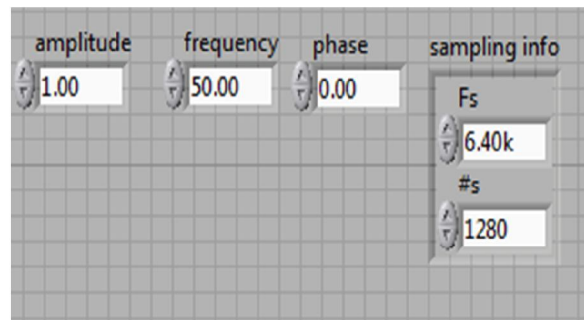 amplitude frequency phase sampling info
1.00 50.00 0.00
Fs
6.40k
#s
1280